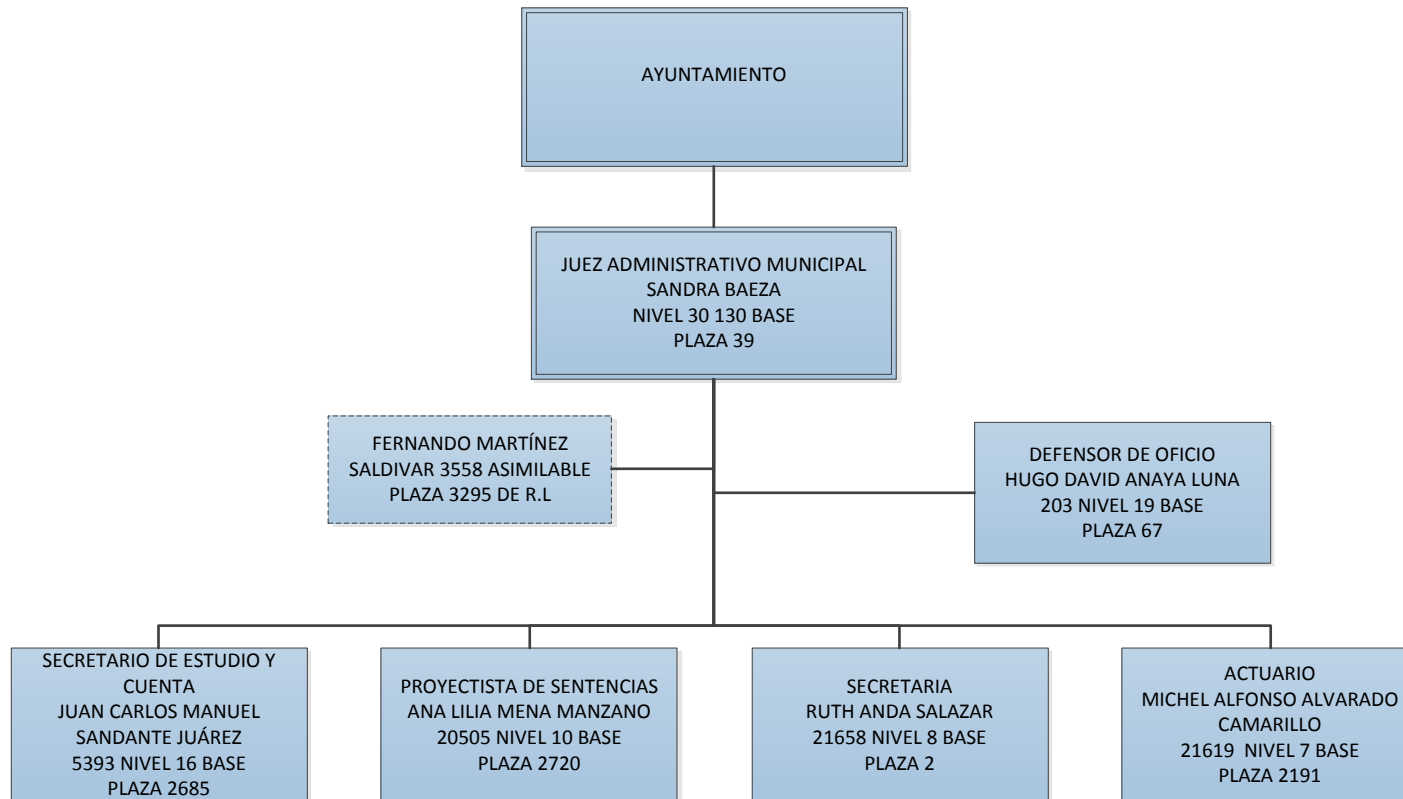 AYUNTAMIENTO
JUEZ ADMINISTRATIVO MUNICIPAL
SANDRA BAEZA
NIVEL 30 130 BASE
PLAZA 39
FERNANDO MARTÍNEZ
SALDIVAR 3558 ASIMILABLE
PLAZA 3295 DE R.L
DEFENSOR DE OFICIO
HUGO DAVID ANAYA LUNA
203 NIVEL 19 BASE
PLAZA 67
SECRETARIO DE ESTUDIO Y
CUENTA
JUAN CARLOS MANUEL
SANDANTE JUÁREZ
5393 NIVEL 16 BASE
PLAZA 2685
PROYECTISTA DE SENTENCIAS
ANA LILIA MENA MANZANO
20505 NIVEL 10 BASE
PLAZA 2720
SECRETARIA
RUTH ANDA SALAZAR
21658 NIVEL 8 BASE
PLAZA 2
ACTUARIO
MICHEL ALFONSO ALVARADO
CAMARILLO
21619 NIVEL 7 BASE
PLAZA 2191